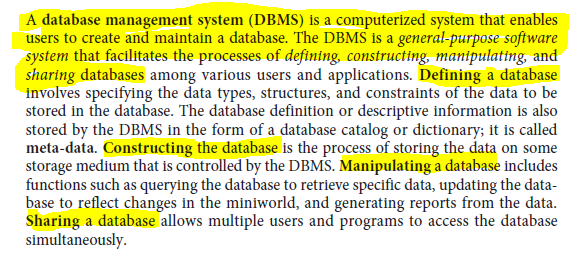 A database management system (DBMS) is a computerized system that enables
users to create and maintain a database. The DBMS is a general-purpose software
system that facilitates the processes of defining, constructing, manipulating, and
sharing databases among various users and applications. Defining a database
involves specifying the data types, structures, and constraints of the data to be
stored in the database. The database definition or descriptive information is also
stored by the DBMS in the form of a database catalog or dictionary; it is called
meta-data. Constructing the database is the process of storing the data on some
storage medium that is controlled by the DBMS. Manipulating a database includes
functions such as querying the database to retrieve specific data, updating the data-
base to reflect changes in the miniworld, and generating reports from the data.
Sharing a database allows multiple users and programs to access the database
simultaneously.